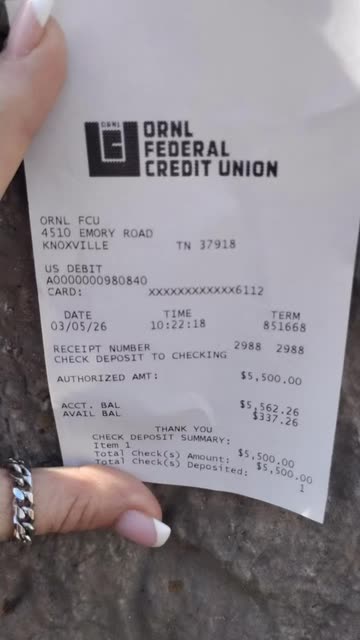 ORNL
ORNL
FEDERAL
CREDIT UNION
ORNL FCU
4510 EMORY ROAD
KNOXVILLE TN 37918
US DEBIT
A0000000980840
CARD: XXXXXXXXXXXX6112
DATE TIME TERM
03/05/26 10:22:18 851668
RECEIPT NUMBER 2988 2988
CHECK DEPOSIT TO CHECKING
AUTHORIZED AMT: $5,500.00
ACCT. BAL $5,562.26
AVAIL BAL $337.26
THANK YOU
CHECK DEPOSIT SUMMARY:
Item 1 $5,500.00
Total Check(s) Amount: $5,500.00
Total Check(s) Deposited: 1